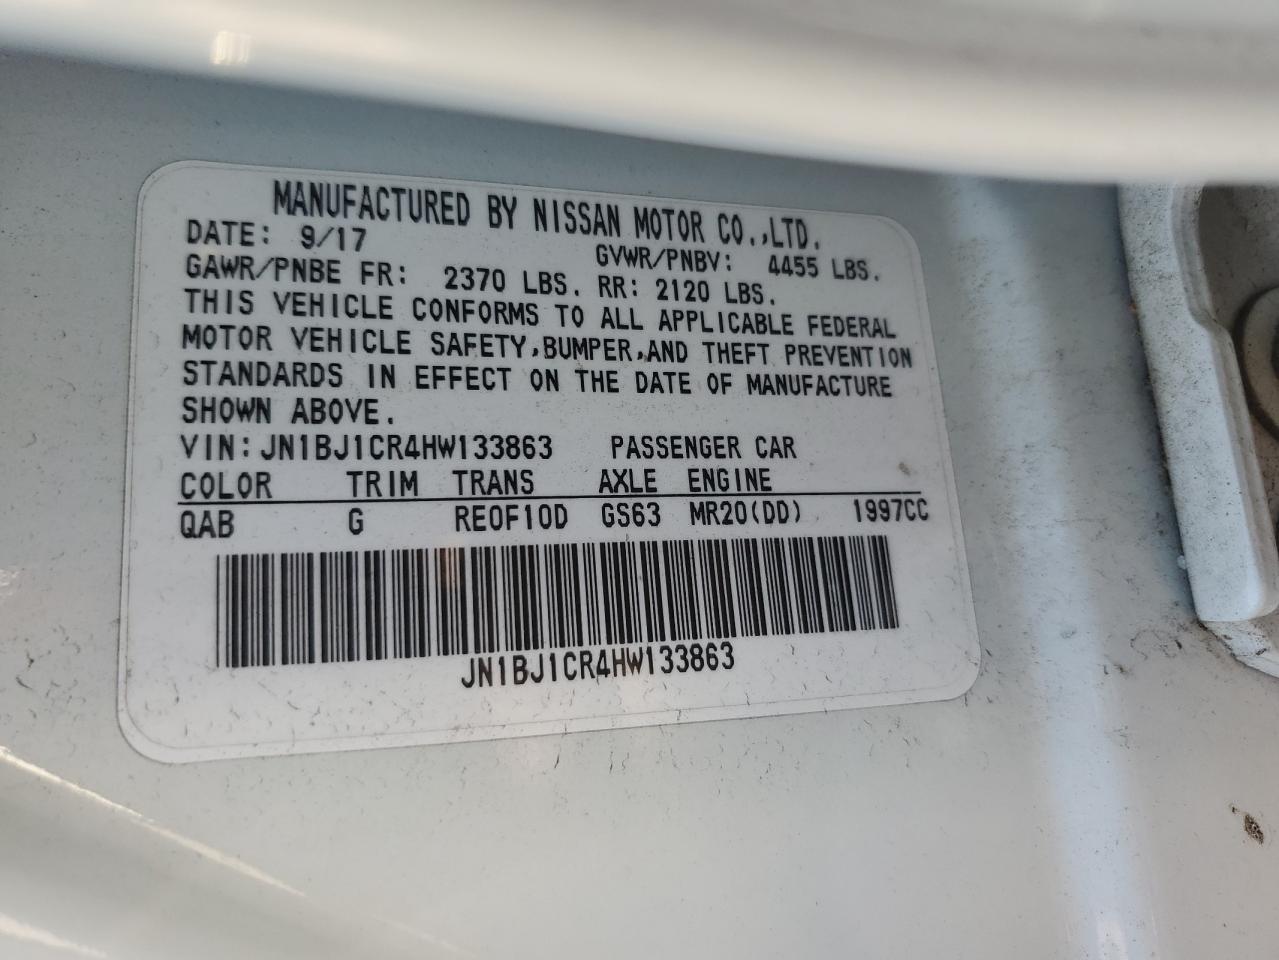 MANUFACTURED BY NISSAN MOTOR CO.,LTD.
DATE: 9/17 GVWR/PNBV: 4455 LBS.
GAWR/PNBE FR: 2370 LBS. RR: 2120 LBS.
THIS VEHICLE CONFORMS TO ALL APPLICABLE FEDERAL
MOTOR VEHICLE SAFETY,BUMPER,AND THEFT PREVENTION
STANDARDS IN EFFECT ON THE DATE OF MANUFACTURE
SHOWN ABOVE.
VIN:JN1BJ1CR4HW133863 PASSENGER CAR
COLOR TRIM TRANS AXLE ENGINE
QAB G RE0F10D GS63 MR20(DD) 1997CC
JN1BJ1CR4HW133863